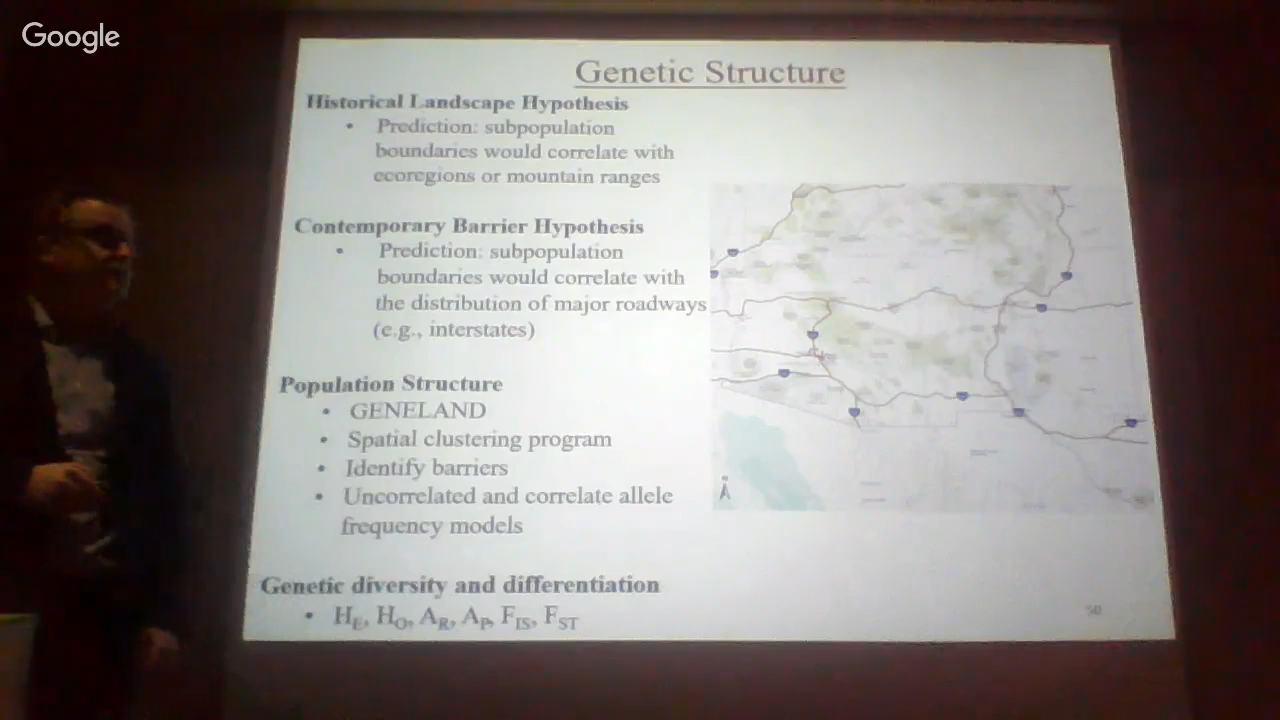 Google
Genetic Structure
Historical Landscape Hypothesis
• Prediction: subpopulation
boundaries would correlate with
ecoregions or mountain ranges
Contemporary Barrier Hypothesis
• Prediction: subpopulation
boundaries would correlate with
the distribution of major roadways
(e.g., interstates)
Population Structure
• GENELAND
• Spatial clustering program
• Identify barriers
• Uncorrelated and correlate allele
frequency models
Genetic diversity and differentiation
• HE, HO, AR, AP, FIS, FST
50